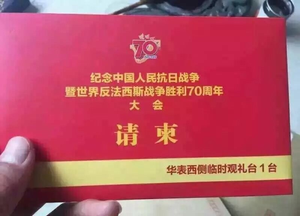 70
纪念中国人民抗日战争
暨世界反法西斯战争胜利70周年
大会
请柬
华表西侧临时观礼台1台